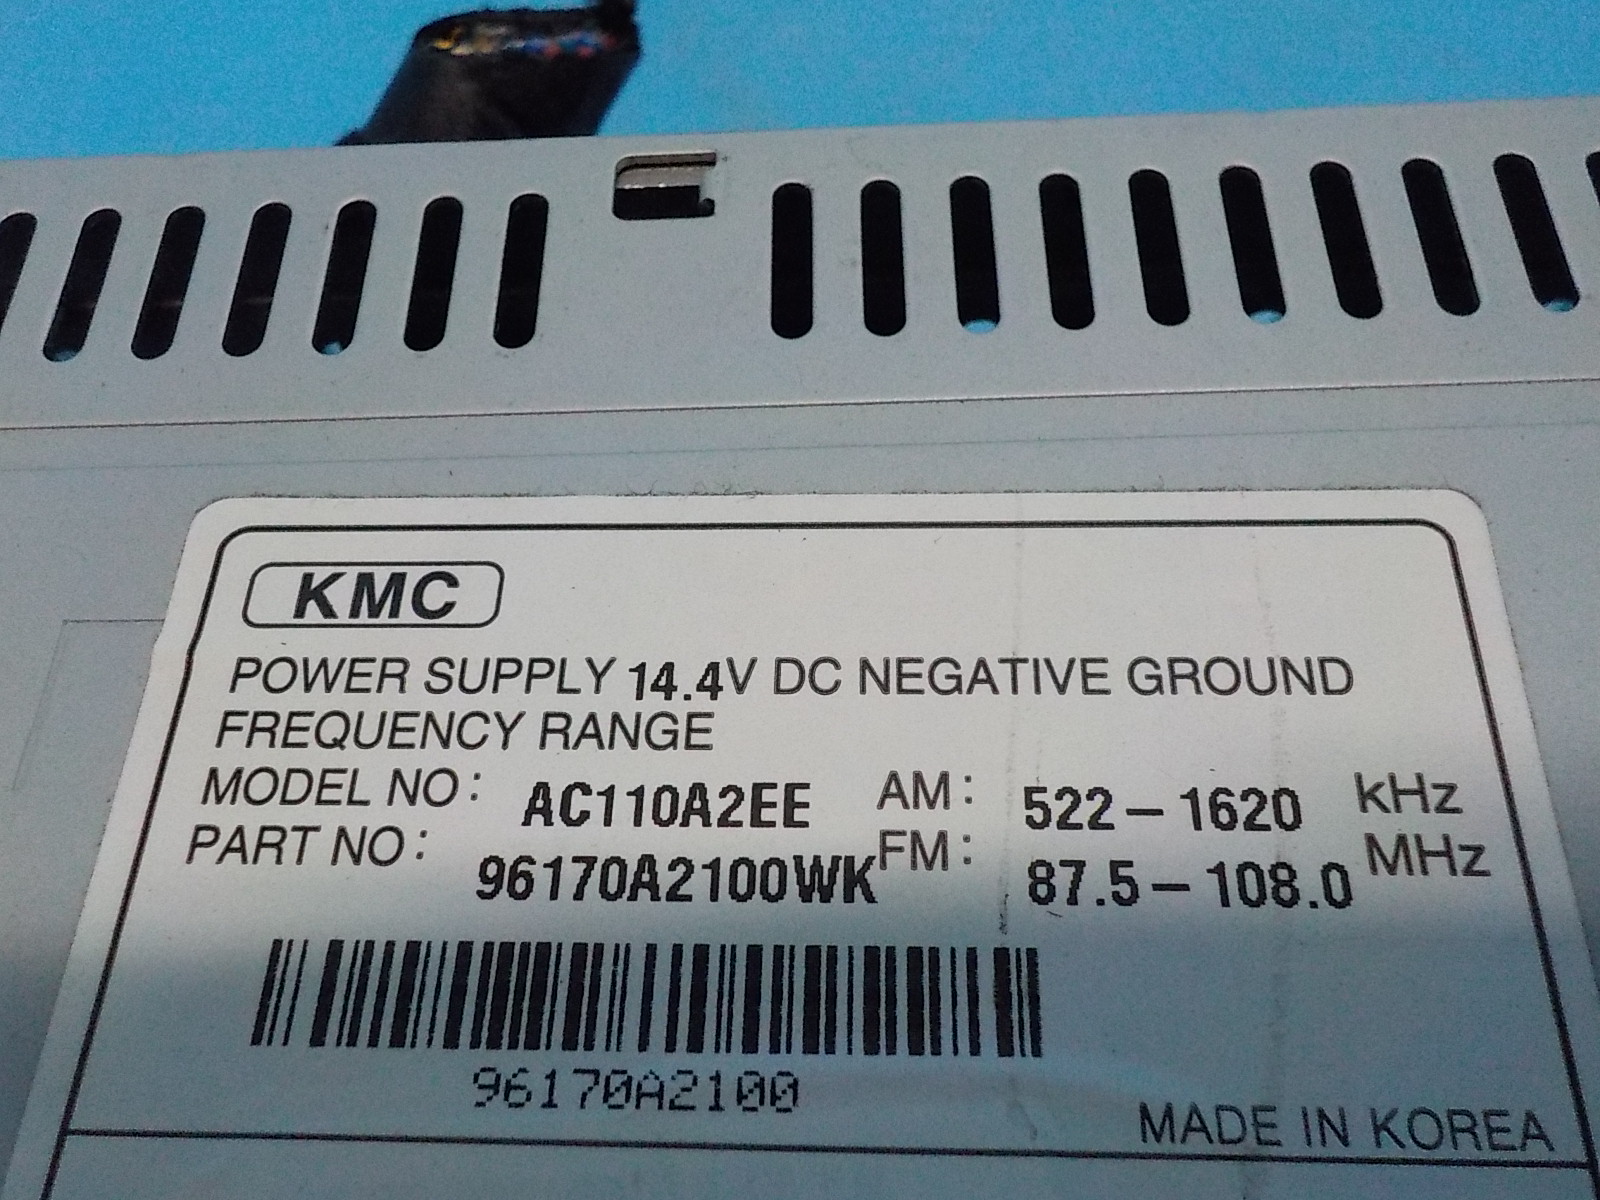 KMC
POWER SUPPLY 14.4V DC NEGATIVE GROUND
FREQUENCY RANGE
MODEL NO: AC110A2EE AM: 522-1620 kHz
PART NO: 96170A2100WK FM: 87.5-108.0 MHz
96170A2100
MADE IN KOREA